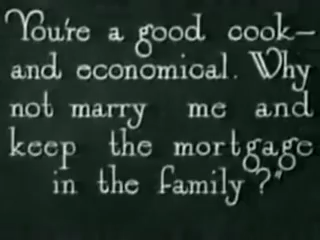 You're a good cook—
and economical. Why
not marry me and
keep the mortgage
in the family?"